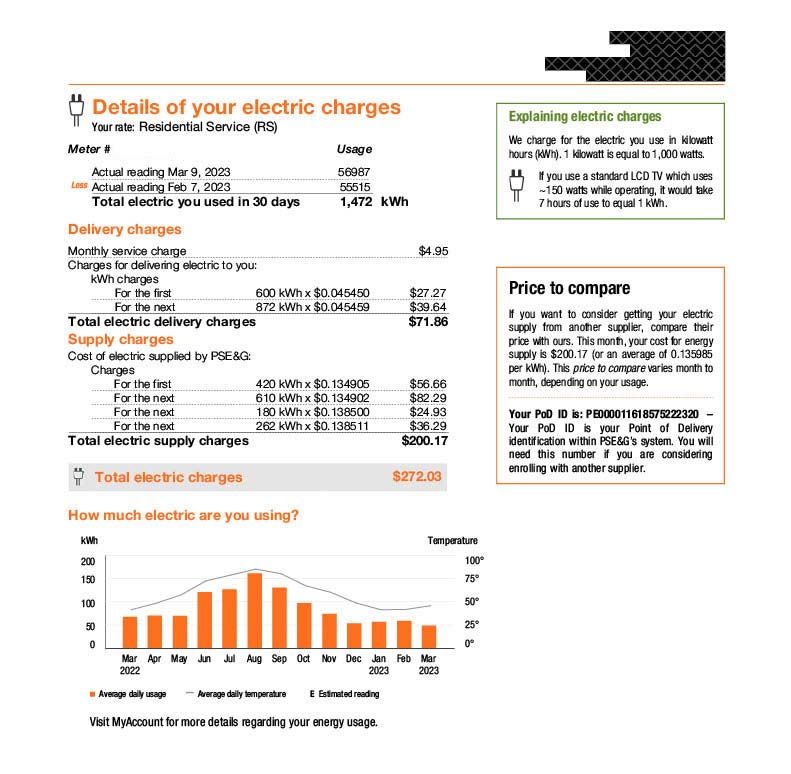 Details of your electric charges
Your rate: Residential Service (RS)
Meter # Usage
Actual reading Mar 9, 2023 56987
Less Actual reading Feb 7, 2023 55515
Total electric you used in 30 days 1,472 kWh
Delivery charges
Monthly service charge $4.95
Charges for delivering electric to you:
kWh charges
For the first 600 kWh x $0.045450 $27.27
For the next 872 kWh x $0.045459 $39.64
Total electric delivery charges $71.86
Supply charges
Cost of electric supplied by PSE&G:
Charges
For the first 420 kWh x $0.134905 $56.66
For the next 610 kWh x $0.134902 $82.29
For the next 180 kWh x $0.138500 $24.93
For the next 262 kWh x $0.138511 $36.29
Total electric supply charges $200.17
Total electric charges $272.03
How much electric are you using?
kWh Temperature
200 100°
150 75°
100 50°
50 25°
0 0°
Mar Apr May Jun Jul Aug Sep Oct Nov Dec Jan Feb Mar
2022 2023 2023
Average daily usage Average daily temperature E Estimated reading
Visit MyAccount for more details regarding your energy usage.
Explaining electric charges
We charge for the electric you use in kilowatt
hours (kWh). 1 kilowatt is equal to 1,000 watts.
If you use a standard LCD TV which uses
~150 watts while operating, it would take
7 hours of use to equal 1 kWh.
Price to compare
If you want to consider getting your electric
supply from another supplier, compare their
price with ours. This month, your cost for energy
supply is $200.17 (or an average of 0.135985
per kWh). This price to compare varies month to
month, depending on your usage.
Your PoD ID is: PE000011618575222320 –
Your PoD ID is your Point of Delivery
identification within PSE&G's system. You will
need this number if you are considering
enrolling with another supplier.